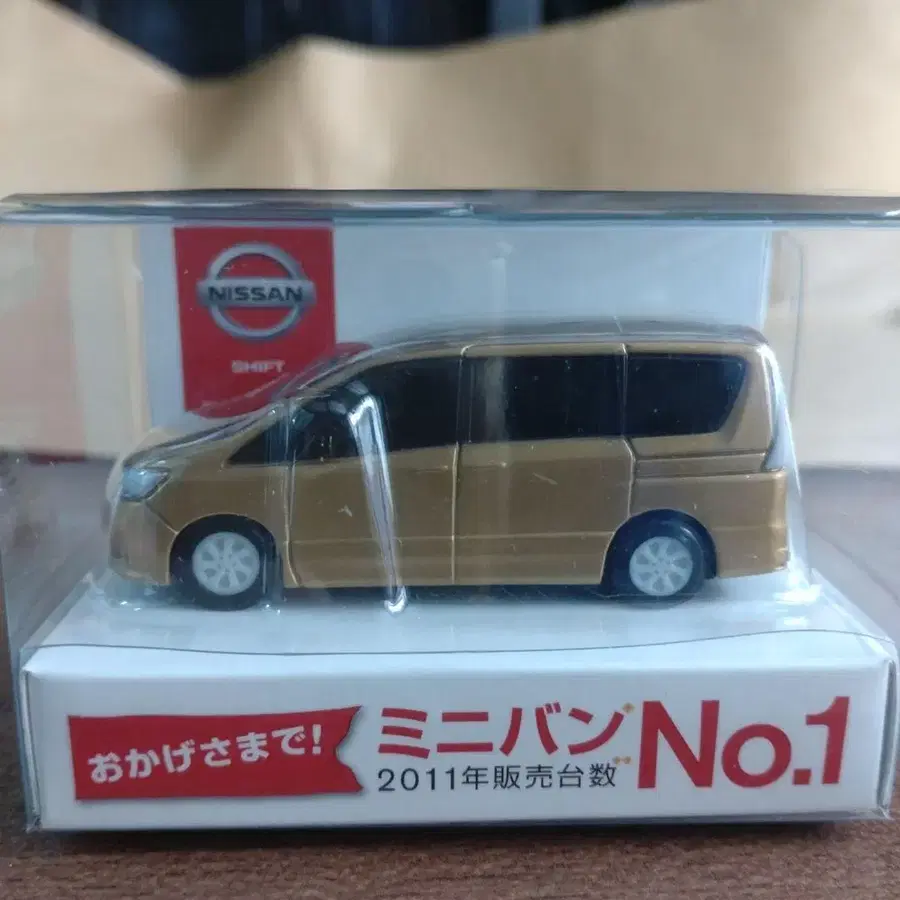 NISSAN
SHIFT
おかげさまで!
ミニバン*
2011年販売台数**
No.1